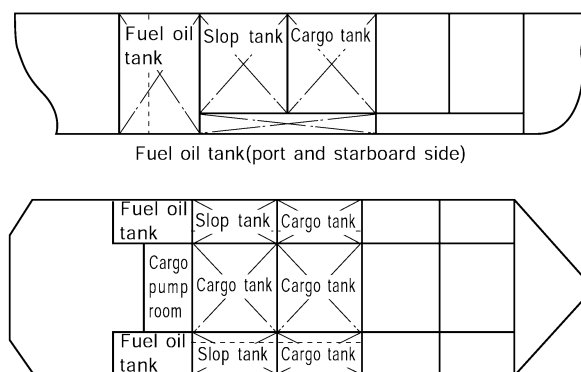 Fuel oil
tank
Slop tank
Cargo tank
Fuel oil tank(port and starboard side)
Fuel oil
tank
Slop tank
Cargo tank
Cargo
pump
room
Cargo tank
Cargo tank
Fuel oil
tank
Slop tank
Cargo tank